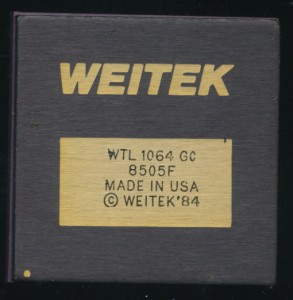 WEITEK
WTL 1064 GC
8505F
MADE IN USA
© WEITEK'84